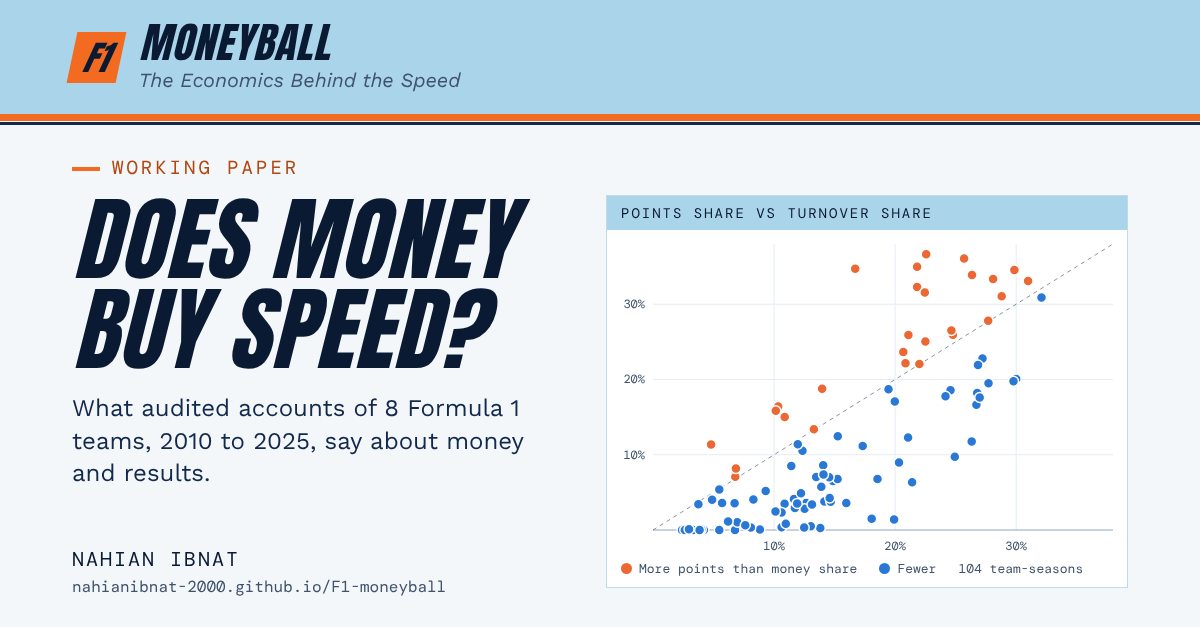 F1
MONEYBALL
The Economics Behind the Speed
WORKING PAPER
DOES MONEY
BUY SPEED?
What audited accounts of 8 Formula 1
teams, 2010 to 2025, say about money
and results.
NAHIAN IBNAT
nahianibnat-2000.github.io/F1-moneyball
POINTS SHARE VS TURNOVER SHARE
30%
20%
10%
10% 20% 30%
More points than money share Fewer 104 team-seasons